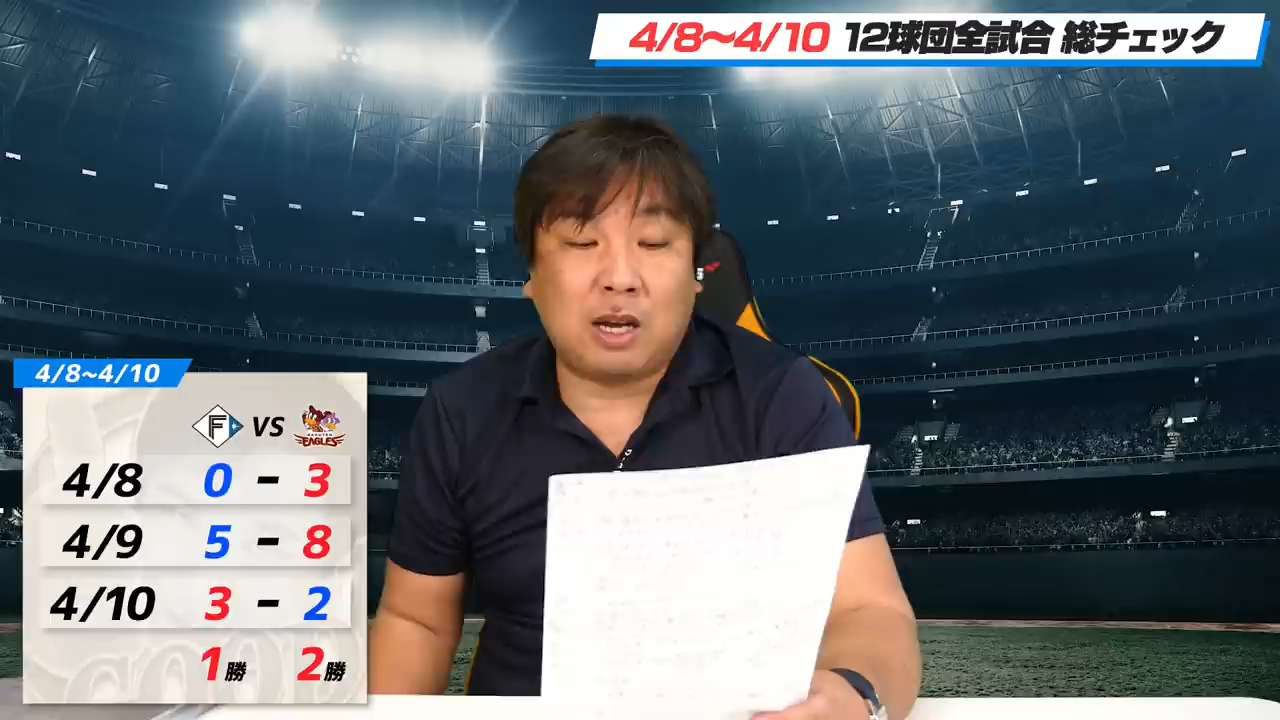 4/8〜4/10 12球団全試合 総チェック
4/8~4/10
F VS EAGLES
4/8 0 - 3
4/9 5 - 8
4/10 3 - 2
1勝 2勝